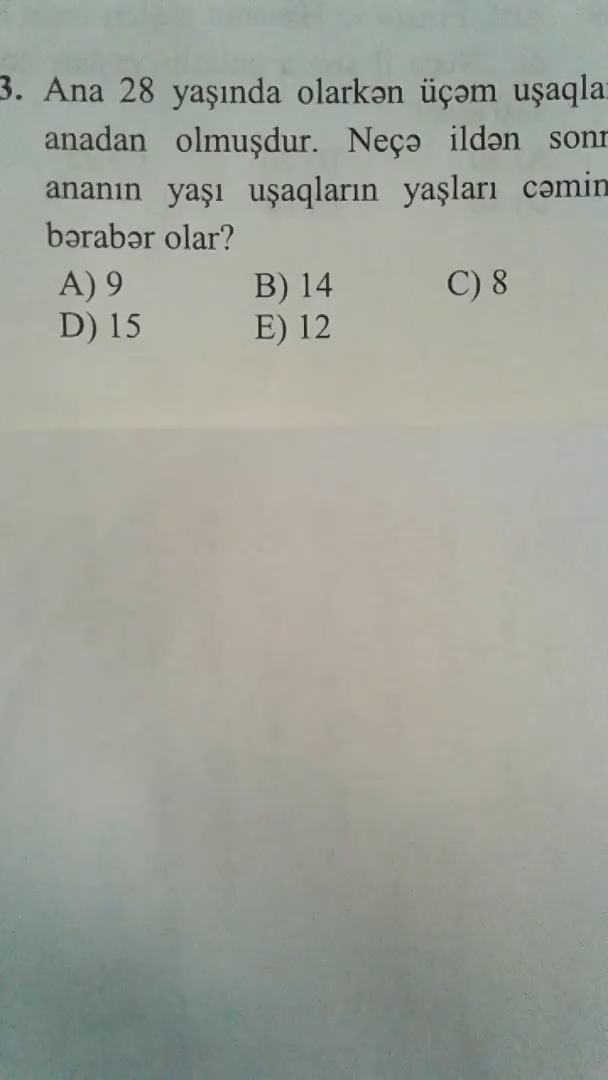 3. Ana 28 yaşında olarkən üçəm uşaqla
anadan olmuşdur. Neçə ildən sonr
ananın yaşı uşaqların yaşları cəmin
bərabər olar?
A) 9 B) 14 C) 8
D) 15 E) 12